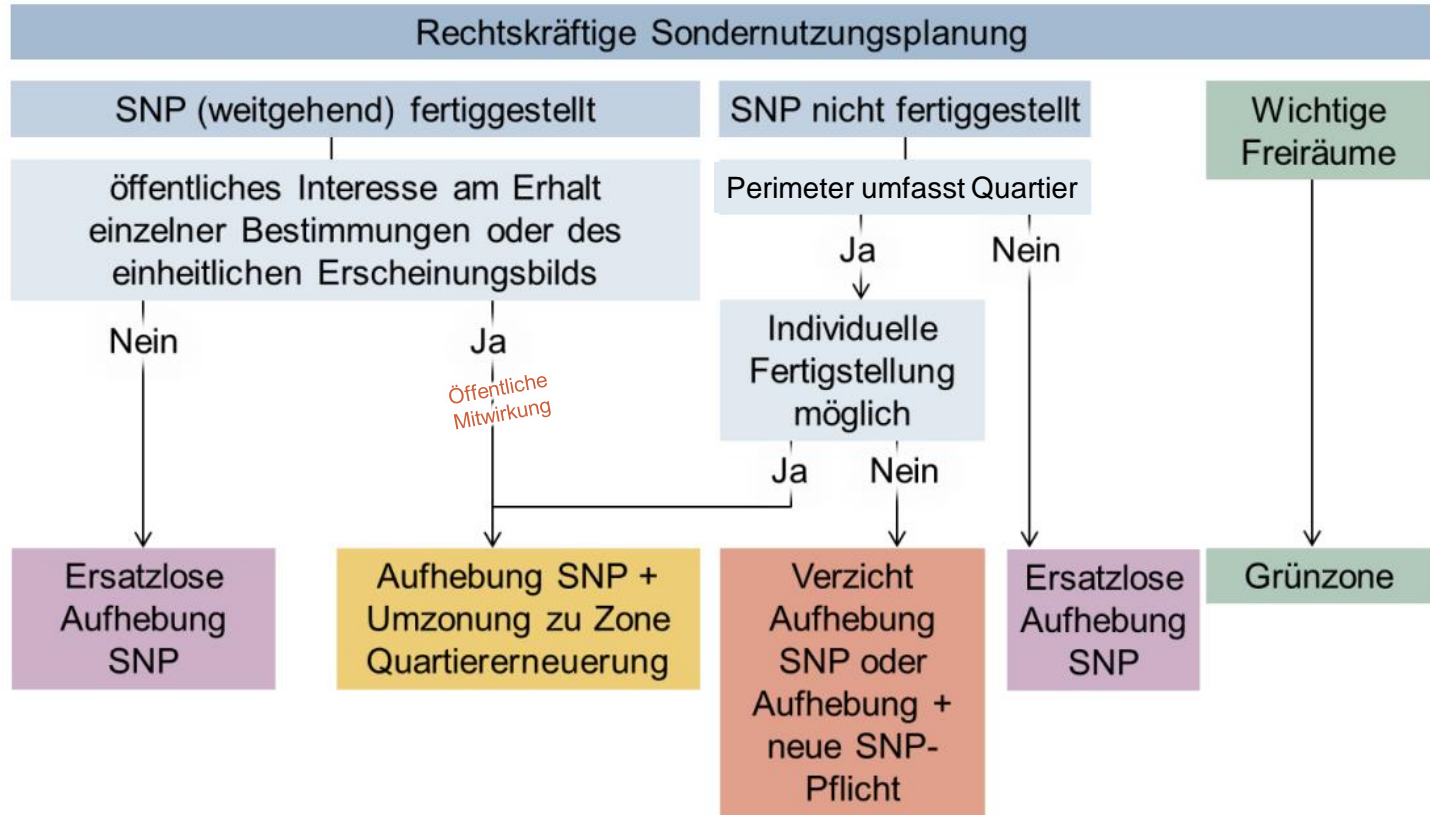 Rechtskräftige Sondernutzungsplanung
SNP (weitgehend) fertiggestellt
öffentliches Interesse am Erhalt
einzelner Bestimmungen oder des
einheitlichen Erscheinungsbilds
Nein
Ja
Öffentliche
Mitwirkung
SNP nicht fertiggestellt
Perimeter umfasst Quartier
Ja
Nein
Individuelle
Fertigstellung
möglich
Ja
Nein
Wichtige
Freiräume
Ersatzlose
Aufhebung
SNP
Aufhebung SNP +
Umzonung zu Zone
Quartiererneuerung
Verzicht
Aufhebung
SNP oder
Aufhebung +
neue SNP-
Pflicht
Ersatzlose
Aufhebung
SNP
Grünzone